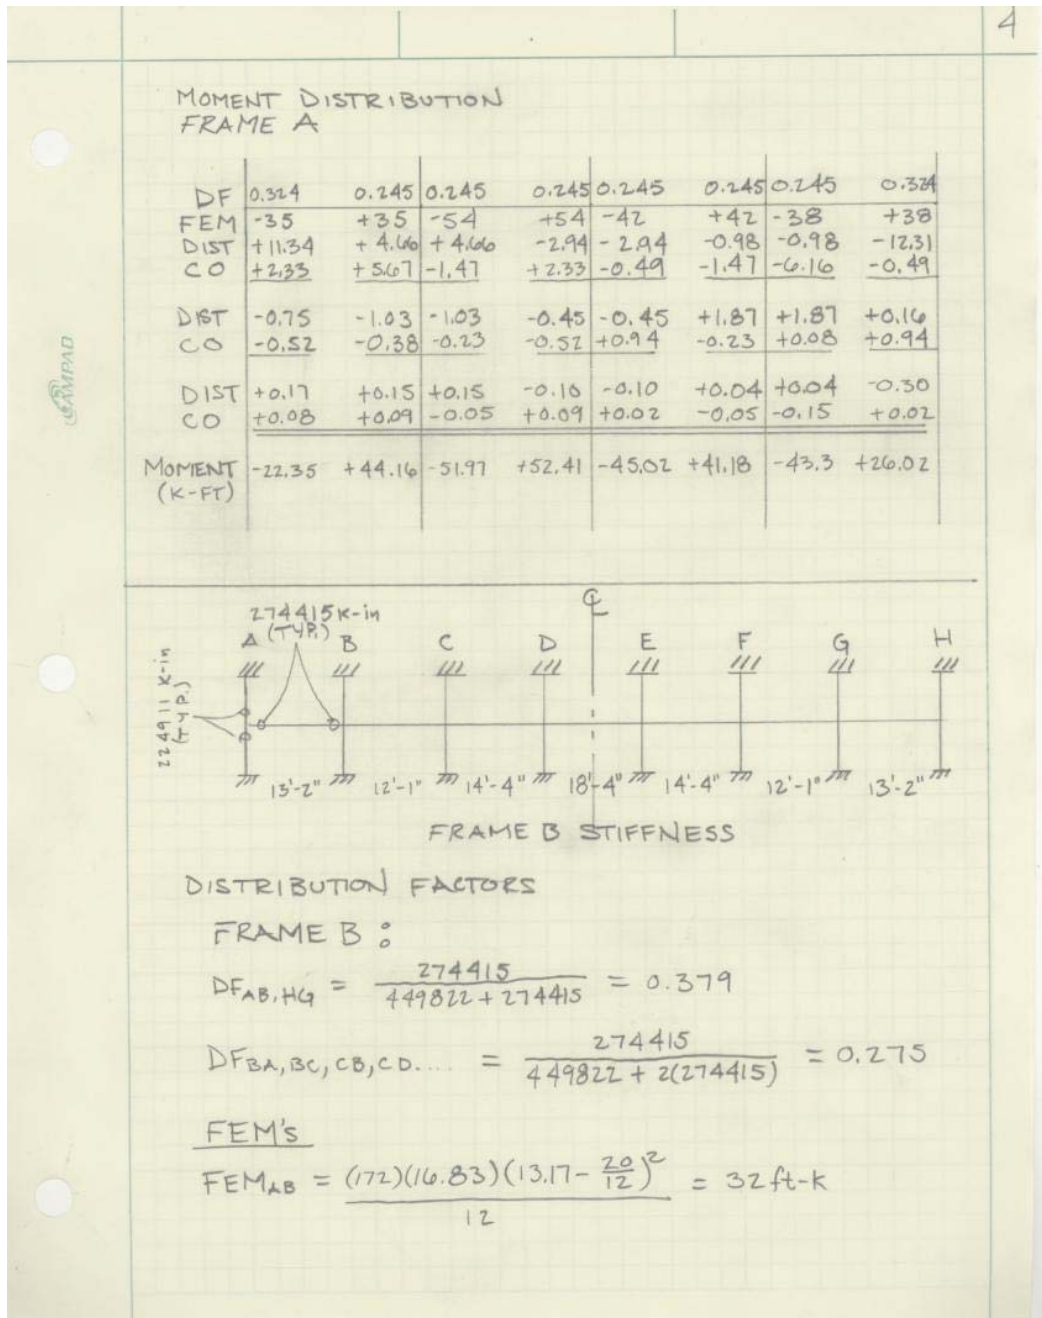 4
MOMENT DISTRIBUTION
FRAME A
DF 0.324 0.245 0.245 0.245 0.245 0.245 0.245 0.324
FEM -35 +35 -54 +54 -42 +42 -38 +38
DIST +11.34 +4.66 +4.66 -2.94 -2.94 -0.98 -0.98 -12.31
CO +2.33 +5.67 -1.47 +2.33 -0.49 -1.47 -6.16 -0.49
DIST -0.75 -1.03 -1.03 -0.45 -0.45 +1.87 +1.87 +0.16
CO -0.52 -0.38 -0.23 -0.52 +0.94 -0.23 +0.08 +0.94
DIST +0.17 +0.15 +0.15 -0.10 -0.10 +0.04 +0.04 -0.30
CO +0.08 +0.09 -0.05 +0.09 +0.02 -0.05 -0.15 +0.02
MOMENT -22.35 +44.16 -51.97 +52.41 -45.02 +41.18 -43.3 +26.02
(K-FT)
CAMPAD
274415 K-in
(TYP.)
A B C D E F G H
224911 K-in
(TYP.)
13'-2" 12'-1" 14'-4" 18'-4" 14'-4" 12'-1" 13'-2"
FRAME B STIFFNESS
DISTRIBUTION FACTORS
FRAME B :
DF AB, HG = 274415 / 449822 + 274415 = 0.379
DF BA, BC, CB, CD.... = 274415 / 449822 + 2(274415) = 0.275
FEM's
FEM AB = (172)(16.83)(13.17 - 20/12)² / 12 = 32 ft-k